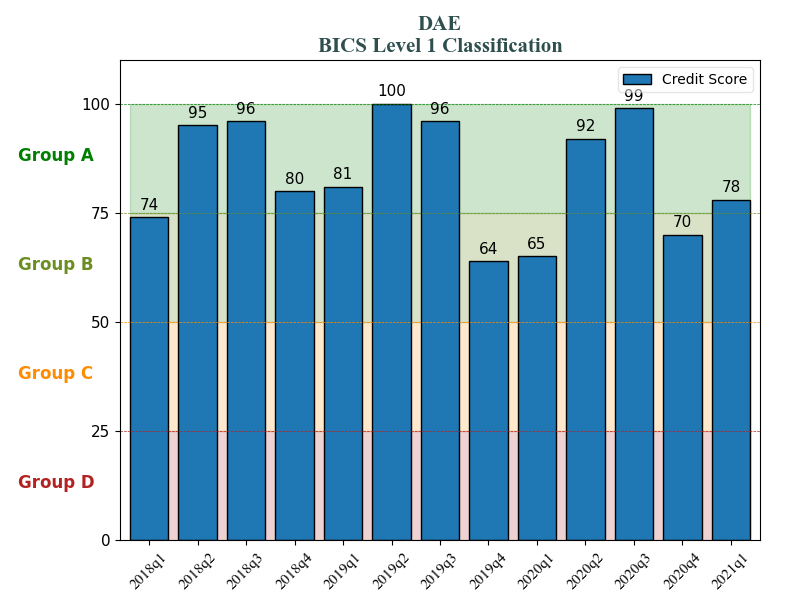 DAE
BICS Level 1 Classification
Credit Score
100
75
50
25
0
Group A
Group B
Group C
Group D
74
95
96
80
81
100
96
64
65
92
99
70
78
2018q1
2018q2
2018q3
2018q4
2019q1
2019q2
2019q3
2019q4
2020q1
2020q2
2020q3
2020q4
2021q1